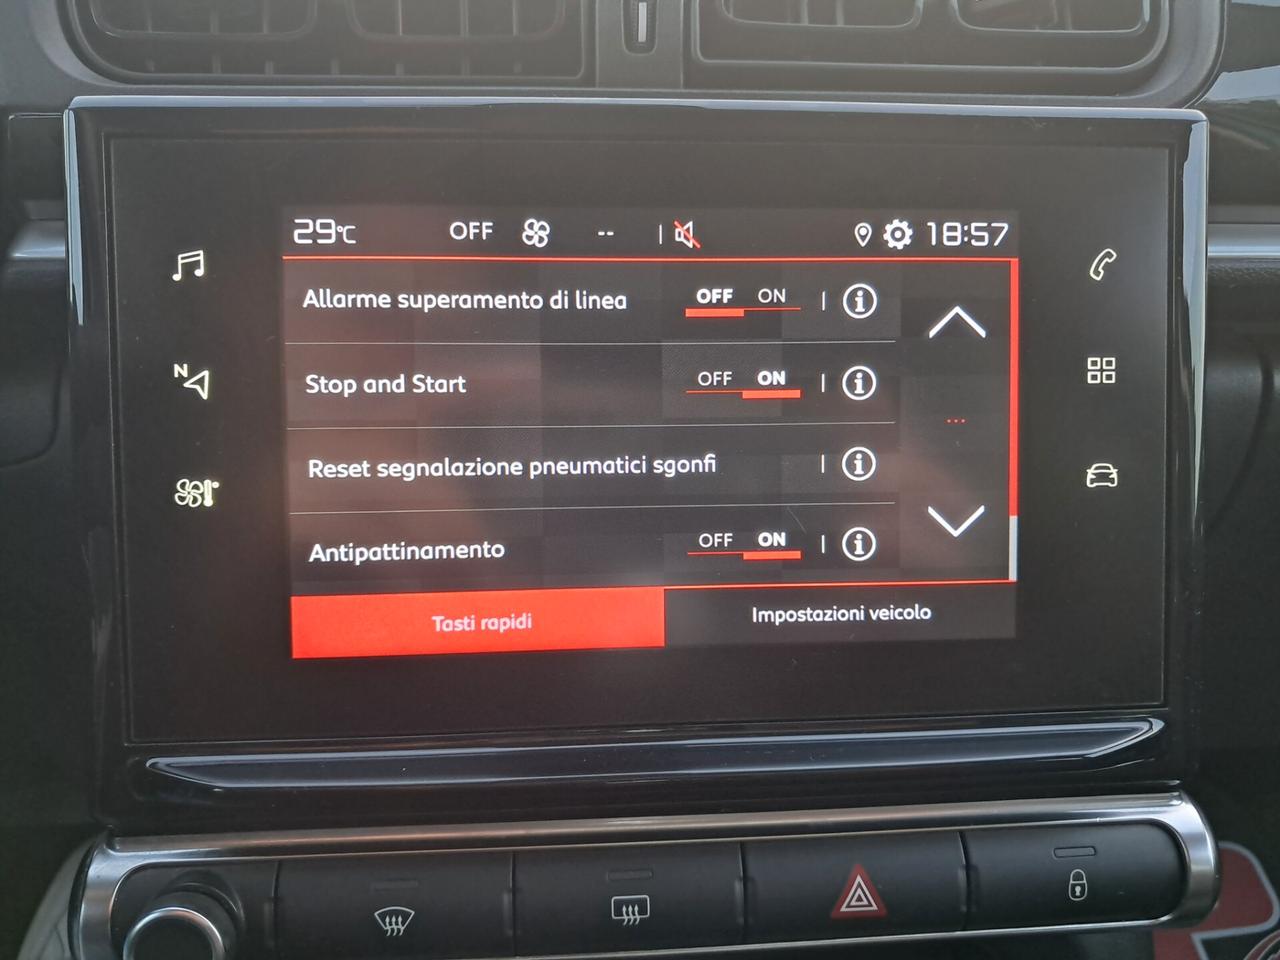 29°C OFF -- 18:57
Allarme superamento di linea OFF ON
Stop and Start OFF ON
Reset segnalazione pneumatici sgonfi
Antipattinamento OFF ON
Tasti rapidi Impostazioni veicolo
N